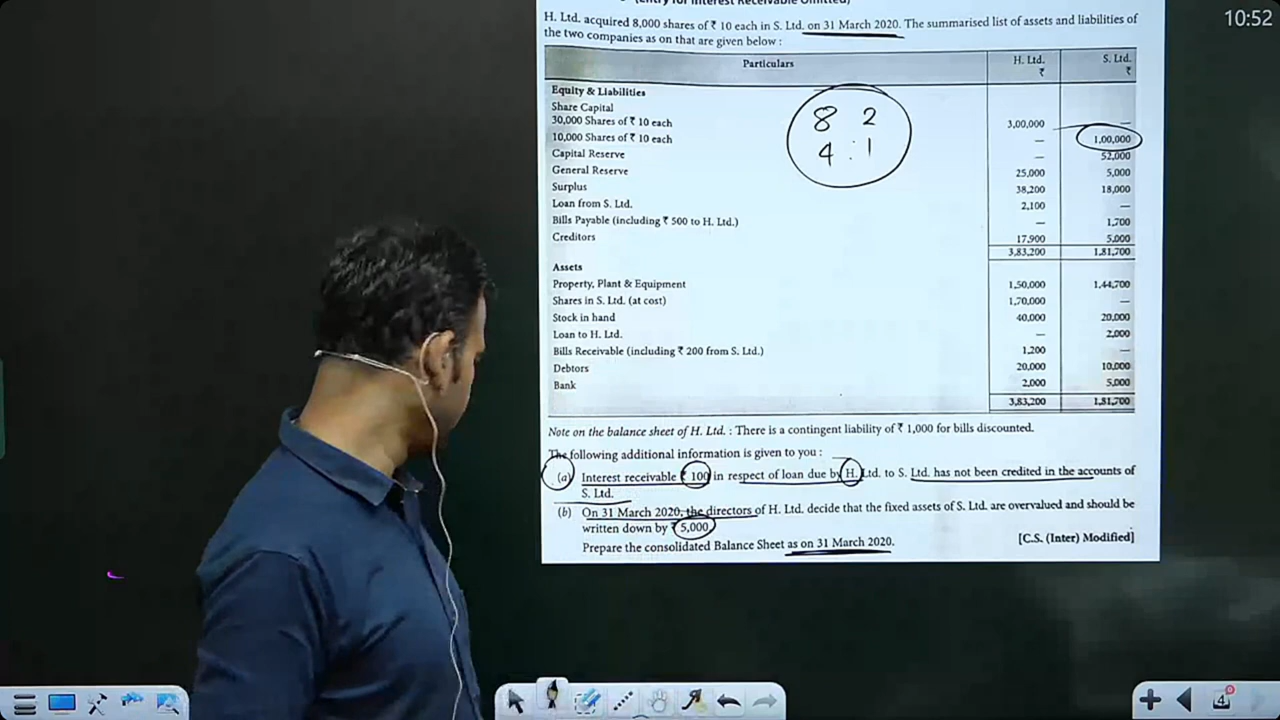 10:52
H. Ltd. acquired 8,000 shares of ₹ 10 each in S. Ltd. on 31 March 2020. The summarised list of assets and liabilities of
the two companies as on that are given below :
Particulars H. Ltd. S. Ltd.
₹ ₹
Equity & Liabilities
Share Capital
30,000 Shares of ₹ 10 each 3,00,000 —
10,000 Shares of ₹ 10 each — 1,00,000
Capital Reserve — 52,000
General Reserve 25,000 5,000
Surplus 38,200 18,000
Loan from S. Ltd. 2,100 —
Bills Payable (including ₹ 500 to H. Ltd.) — 1,700
Creditors 17,900 5,000
3,83,200 1,81,700
8 2
4 : 1
Assets
Property, Plant & Equipment 1,50,000 1,44,700
Shares in S. Ltd. (at cost) 1,70,000 —
Stock in hand 40,000 20,000
Loan to H. Ltd. — 2,000
Bills Receivable (including ₹ 200 from S. Ltd.) 1,200 —
Debtors 20,000 10,000
Bank 2,000 5,000
3,83,200 1,81,700
Note on the balance sheet of H. Ltd. : There is a contingent liability of ₹ 1,000 for bills discounted.
The following additional information is given to you :
(a) Interest receivable ₹ 100 in respect of loan due by H. Ltd. to S. Ltd. has not been credited in the accounts of
S. Ltd.
(b) On 31 March 2020, the directors of H. Ltd. decide that the fixed assets of S. Ltd. are overvalued and should be
written down by ₹ 5,000.
Prepare the consolidated Balance Sheet as on 31 March 2020. [C.S. (Inter) Modified]
4